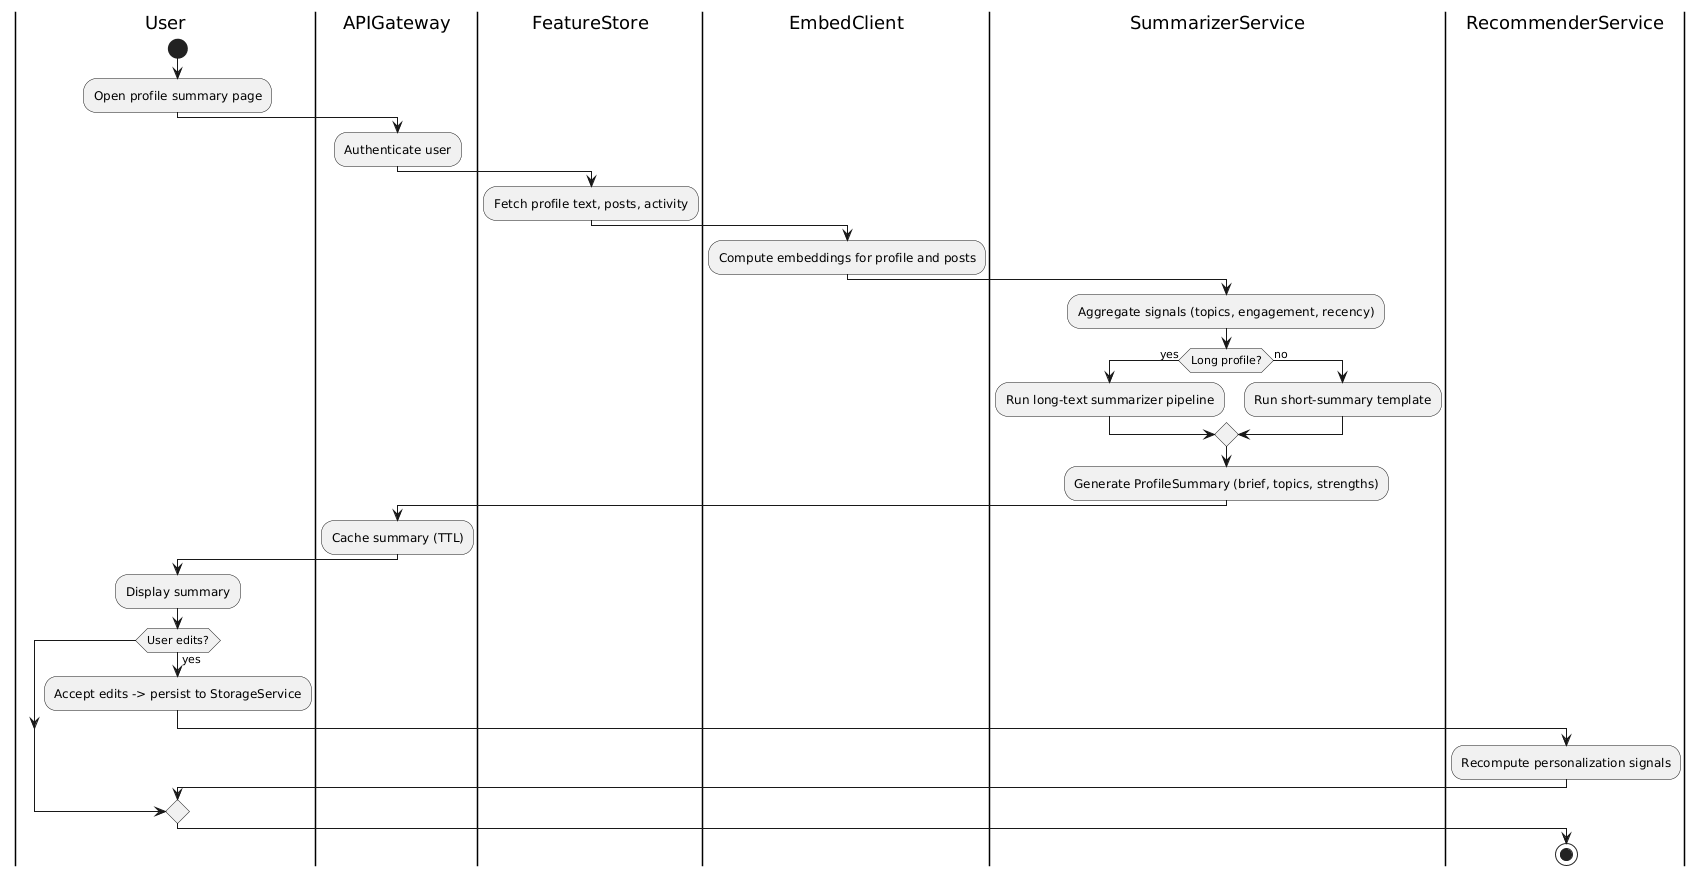 User
APIGateway
FeatureStore
EmbedClient
SummarizerService
RecommenderService
Open profile summary page
Authenticate user
Fetch profile text, posts, activity
Compute embeddings for profile and posts
Aggregate signals (topics, engagement, recency)
yes
Long profile?
no
Run long-text summarizer pipeline
Run short-summary template
Generate ProfileSummary (brief, topics, strengths)
Cache summary (TTL)
Display summary
User edits?
yes
Accept edits -> persist to StorageService
Recompute personalization signals